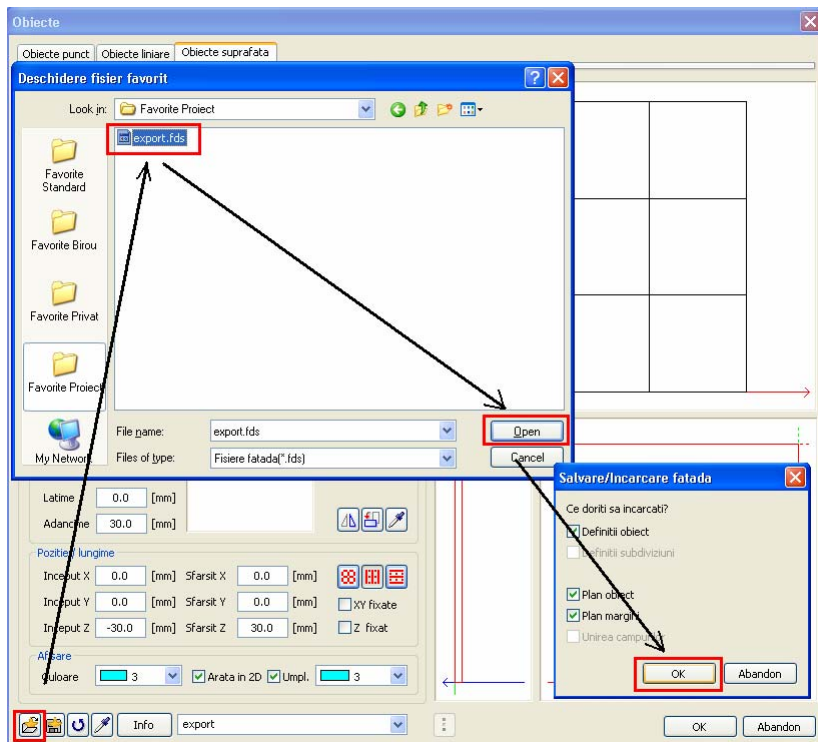 Obiecte
Obiecte punct Obiecte liniare Obiecte suprafata
Deschidere fisier favorit
Look in: Favorite Proiect
export.fds
Favorite
Standard
Favorite Birou
Favorite Privat
Favorite Proiect
My Network
File name: export.fds Open
Files of type: Fisiere fatada(*.fds) Cancel
Salvare/Incarcare fatada
Ce doriti sa incarcati?
Definitii obiect
Definitii subdiviziuni
Plan obiect
Plan margini
Unirea campurilor
OK Abandon
Latime 0.0 [mm]
Adancime 30.0 [mm]
Pozitie/ lungime
Inceput X 0.0 [mm] Sfarsit X 0.0 [mm]
Inceput Y 0.0 [mm] Sfarsit Y 0.0 [mm] XY fixate
Inceput Z -30.0 [mm] Sfarsit Z 30.0 [mm] Z fixat
Afisare
Culoare 3 Arata in 2D Umpl. 3
Info export OK Abandon